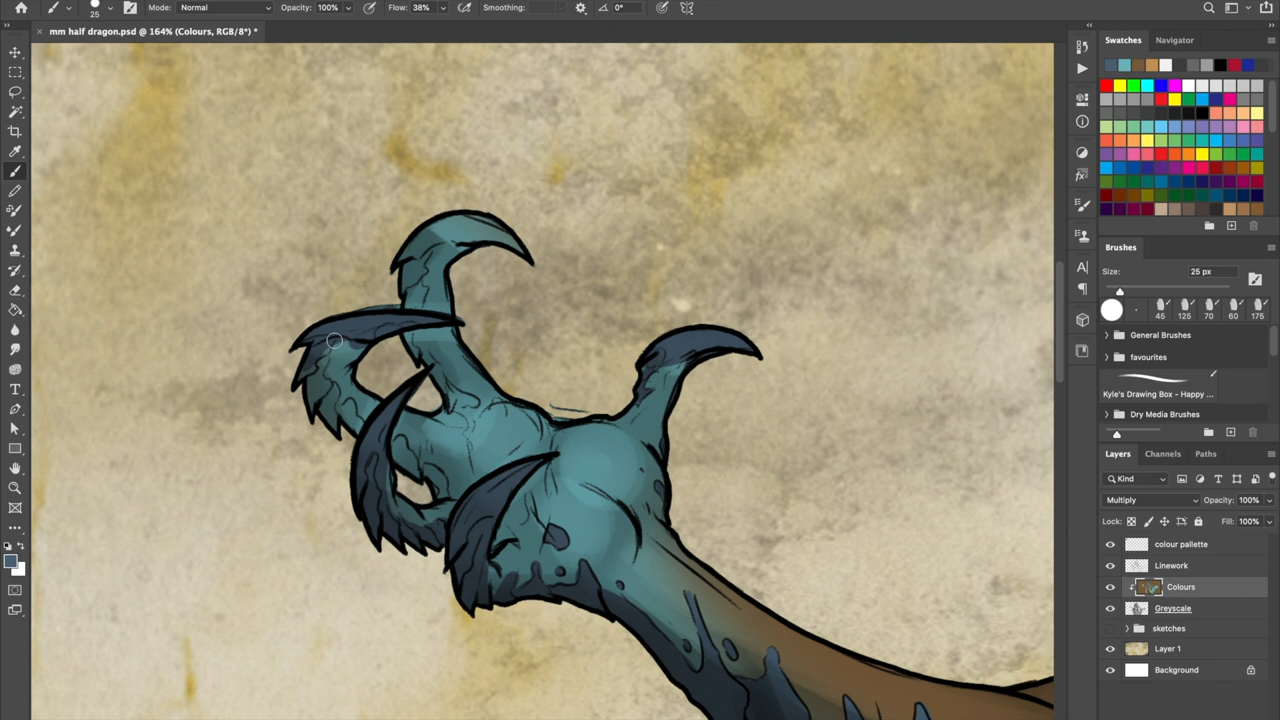 25
Mode: Normal
Opacity: 100%
Flow: 38%
Smoothing:
0°
mm half dragon.psd @ 164% (Colours, RGB/8*) *
Swatches
Navigator
Brushes
Size: 25 px
45 125 70 60 175
General Brushes
favourites
Kyle's Drawing Box - Happy ...
Dry Media Brushes
Layers Channels Paths
Kind
Multiply Opacity: 100%
Lock: Fill: 100%
colour pallette
Linework
Colours
Greyscale
sketches
Layer 1
Background